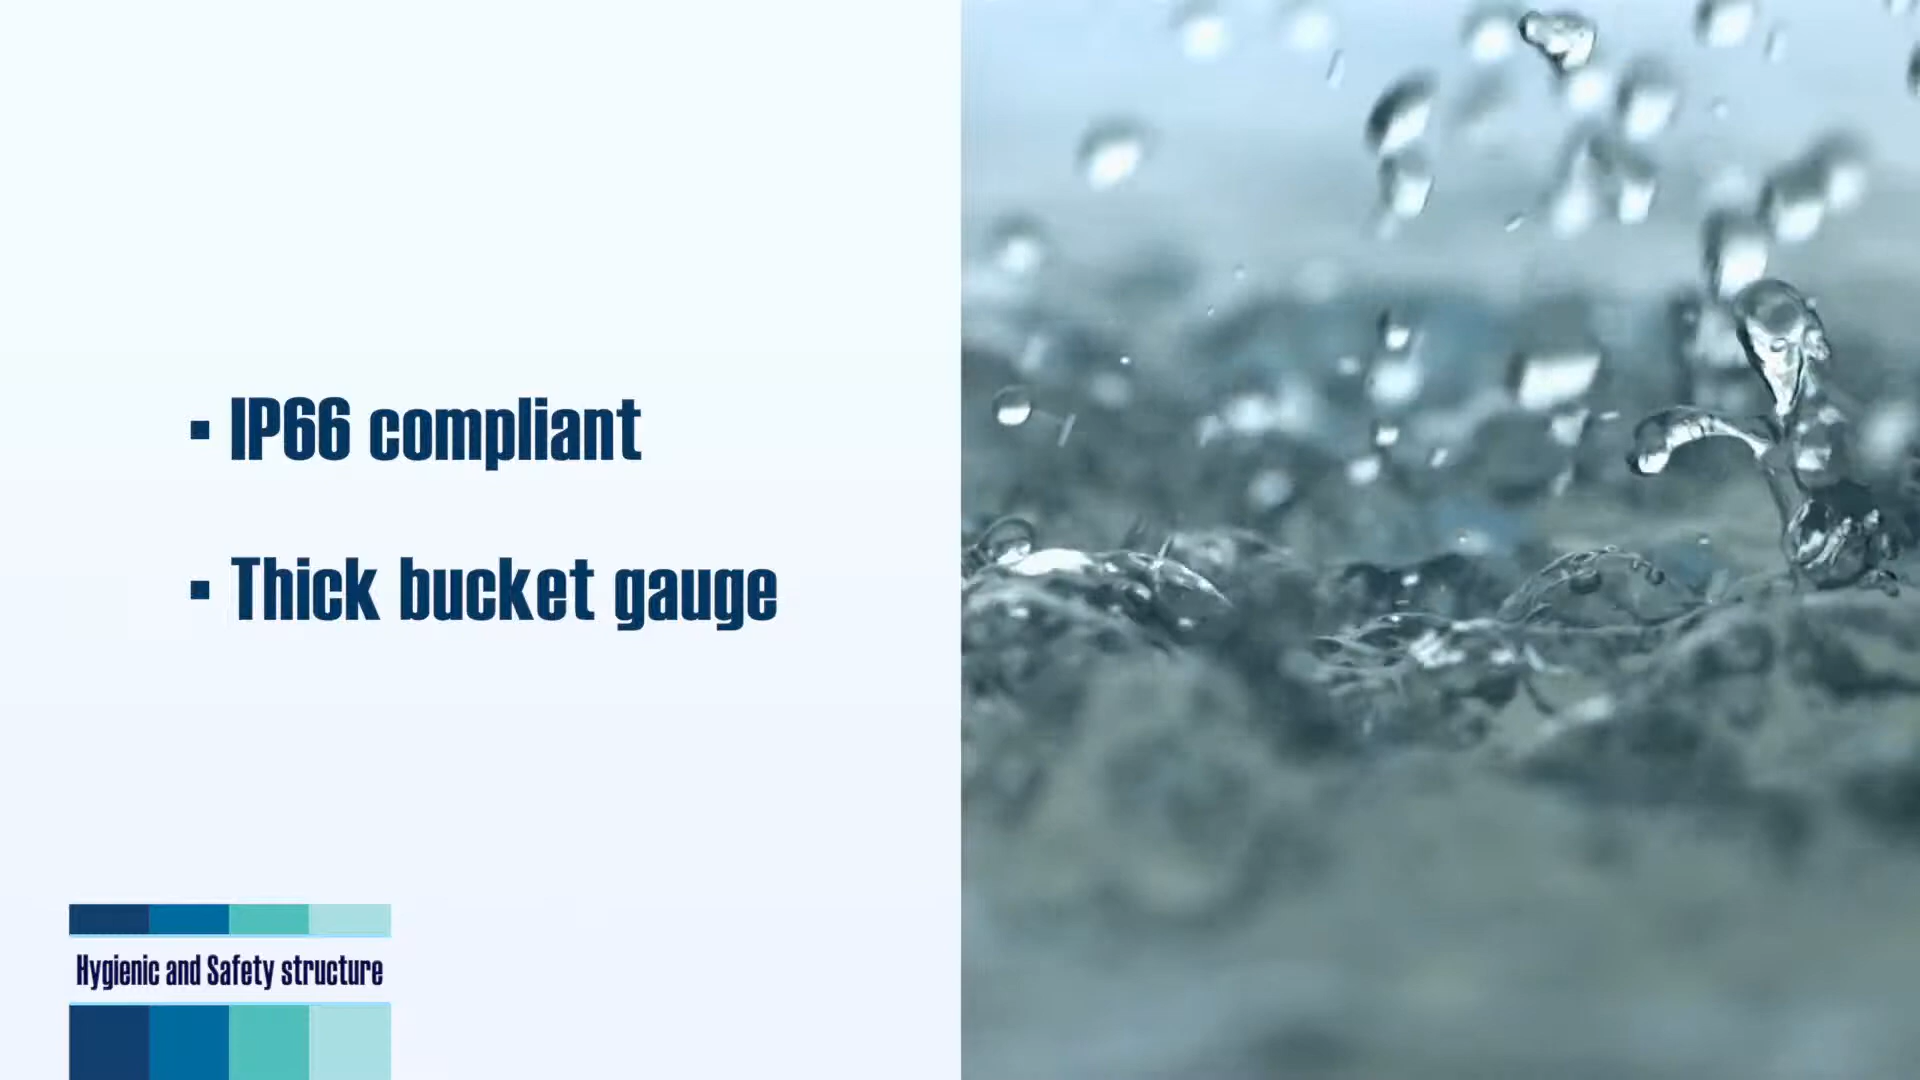 ▪ IP66 compliant
▪ Thick bucket gauge
Hygienic and Safety structure